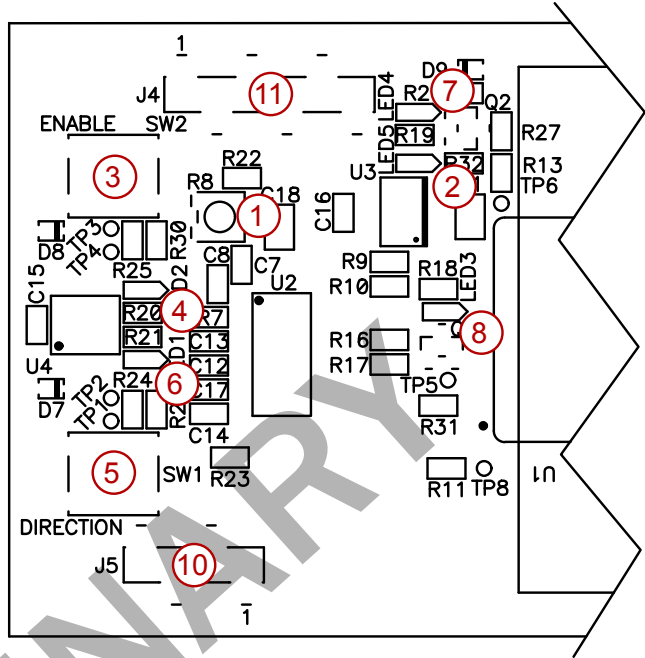 1
J4
11
LED4
D9
R2
7
Q2
ENABLE
SW2
LED5
R19
R27
R22
U3
R32
R13
3
R8
2
TP6
1
C18
C16
TP3
D8
TP4
R30
R25
C8
C7
R9
R18
LED3
C15
D2
U2
R10
R20
4
R7
8
R21
C13
R16
D1
C12
R17
U4
6
TP5
D7
TP2
R24
C17
TP1
R2
C14
R31
5
SW1
R23
R11
TP8
U1
DIRECTION
J5
10
1
NARY